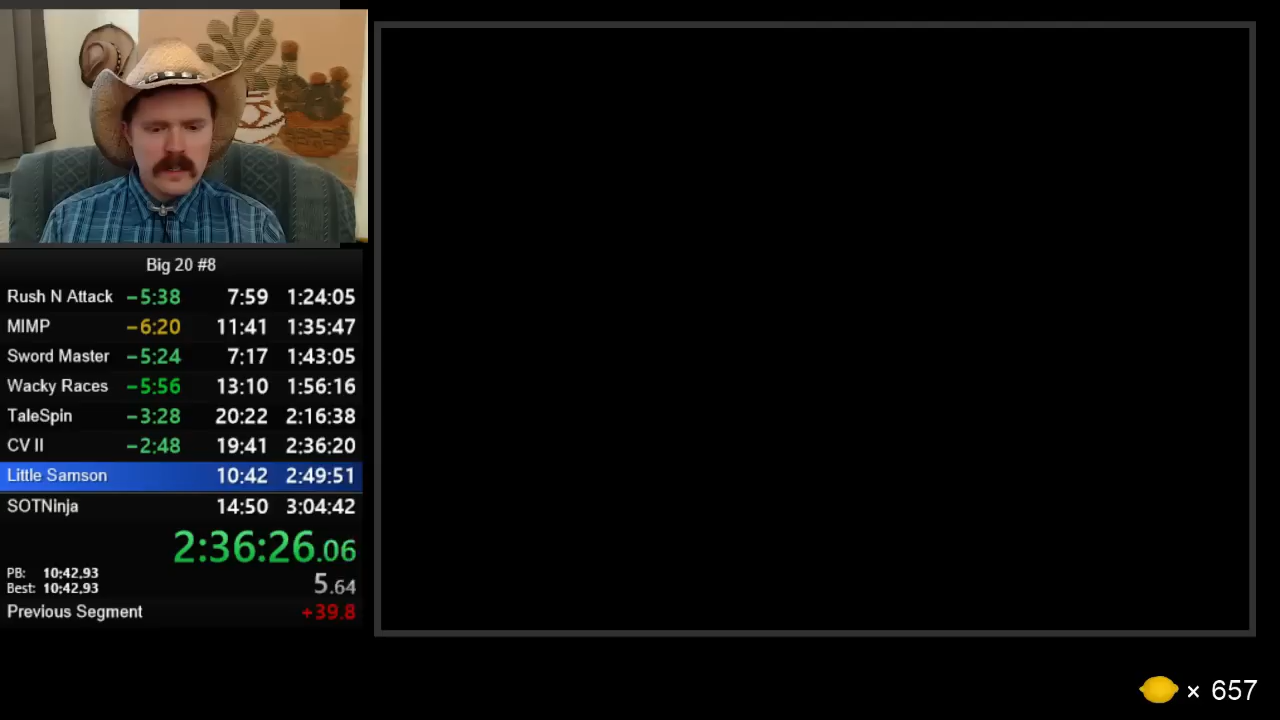 Big 20 #8
Rush N Attack -5:38 7:59 1:24:05
MIMP -6:20 11:41 1:35:47
Sword Master -5:24 7:17 1:43:05
Wacky Races -5:56 13:10 1:56:16
TaleSpin -3:28 20:22 2:16:38
CV II -2:48 19:41 2:36:20
Little Samson 10:42 2:49:51
SOTNinja 14:50 3:04:42
2:36:26.06
PB: 10:42.93
Best: 10:42.93
5.64
Previous Segment +39.8
× 657